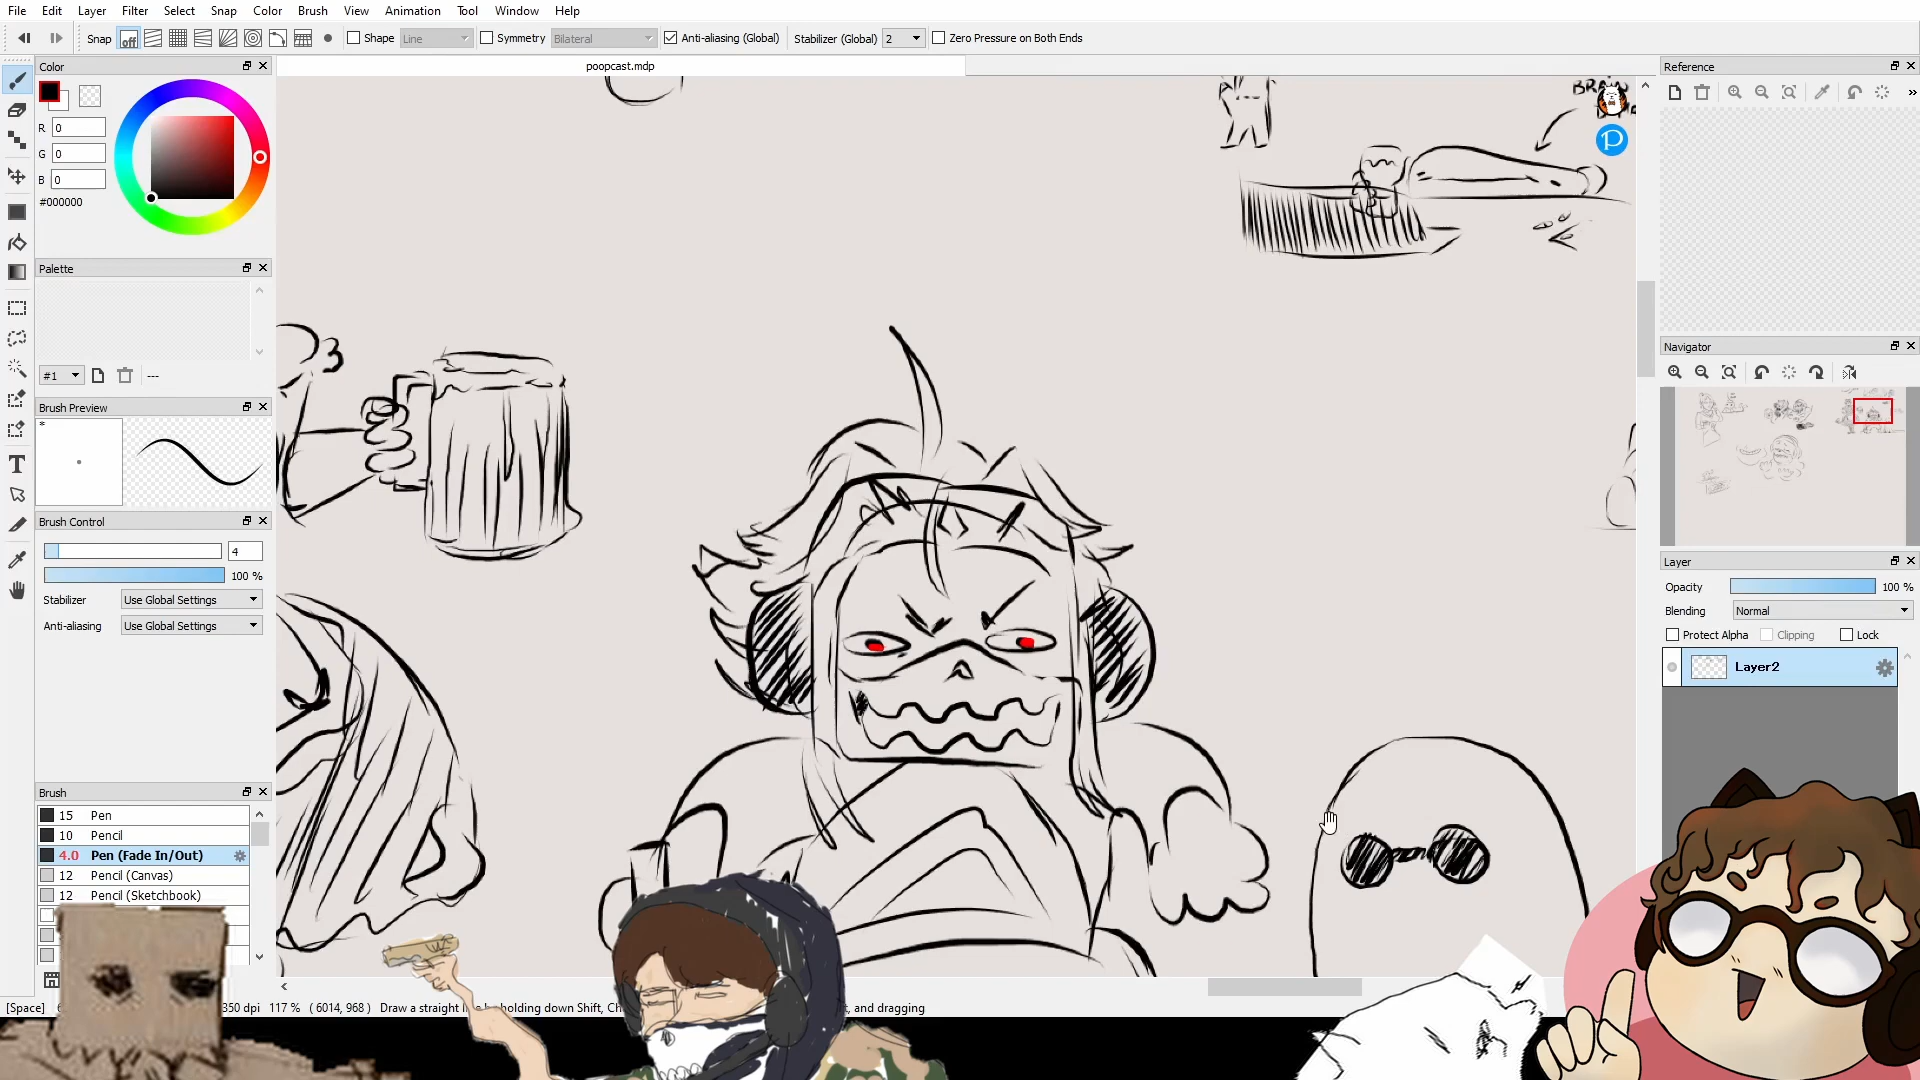 File Edit Layer Filter Select Snap Color Brush View Animation Tool Window Help
Snap off Shape Line Symmetry Bilateral Anti-aliasing (Global) Stabilizer (Global) 2 Zero Pressure on Both Ends
Color
poopcast.mdp
Reference
R 0
G 0
B 0
#000000
BRAIN
Palette
#1 ---
Navigator
Brush Preview
*
Brush Control
4
100 %
Stabilizer Use Global Settings
Anti-aliasing Use Global Settings
Layer
Opacity 100 %
Blending Normal
Protect Alpha Clipping Lock
Layer2
Brush
15 Pen
10 Pencil
4.0 Pen (Fade In/Out)
12 Pencil (Canvas)
12 Pencil (Sketchbook)
[Space] 350 dpi 117 % ( 6014, 968 ) Draw a straight li by holding down Shift, C , and dragging